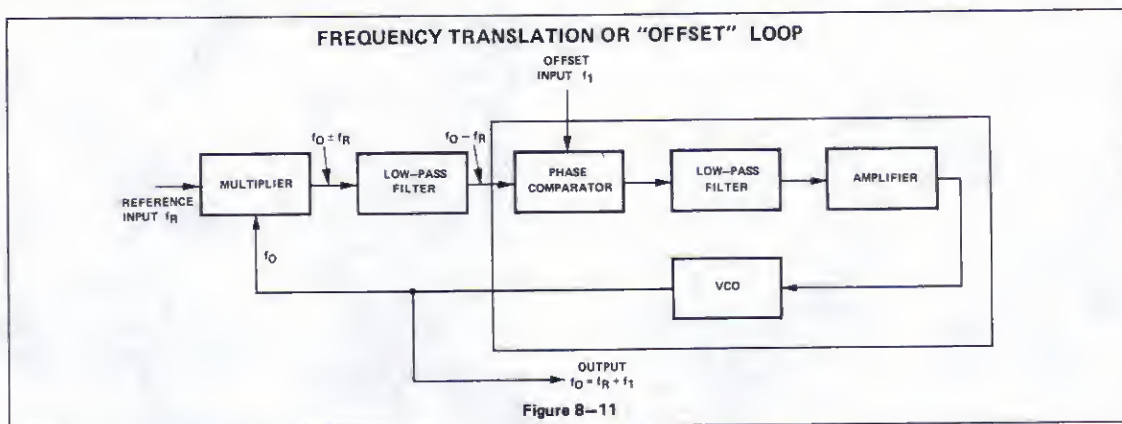 FREQUENCY TRANSLATION OR "OFFSET" LOOP
OFFSET
INPUT f1
fO ± fR
fO – fR
MULTIPLIER
LOW–PASS
FILTER
PHASE
COMPARATOR
LOW–PASS
FILTER
AMPLIFIER
REFERENCE
INPUT fR
fO
VCO
OUTPUT
fO = fR + f1
Figure 8–11